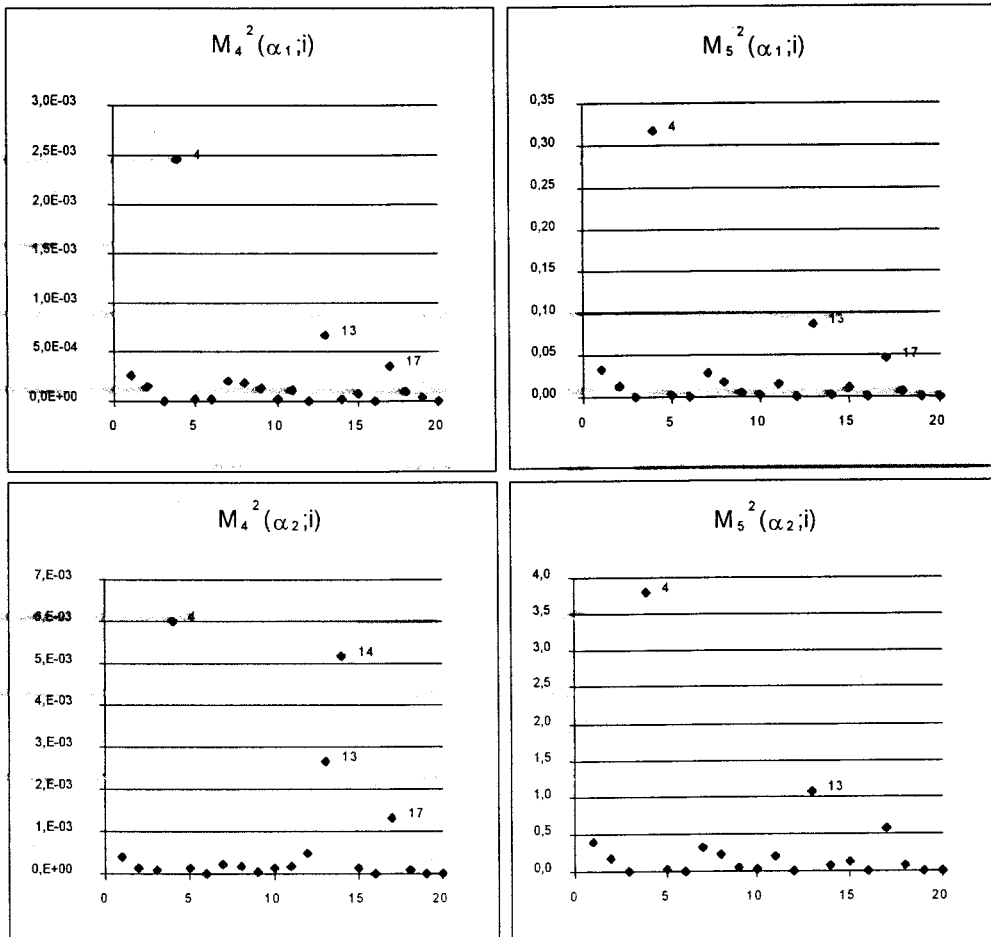 M₄²(α₁;i)
3,0E-03
2,5E-03
4
2,0E-03
1,5E-03
1,0E-03
13
5,0E-04
17
0,0E+00
0 5 10 15 20
M₅²(α₁;i)
0,35
4
0,30
0,25
0,20
0,15
0,10
13
0,05
17
0,00
0 5 10 15 20
M₄²(α₂;i)
7,E-03
6,E-03
4
14
5,E-03
4,E-03
3,E-03
13
2,E-03
17
1,E-03
0,E+00
0 5 10 15 20
M₅²(α₂;i)
4,0
4
3,5
3,0
2,5
2,0
1,5
13
1,0
0,5
0,0
0 5 10 15 20